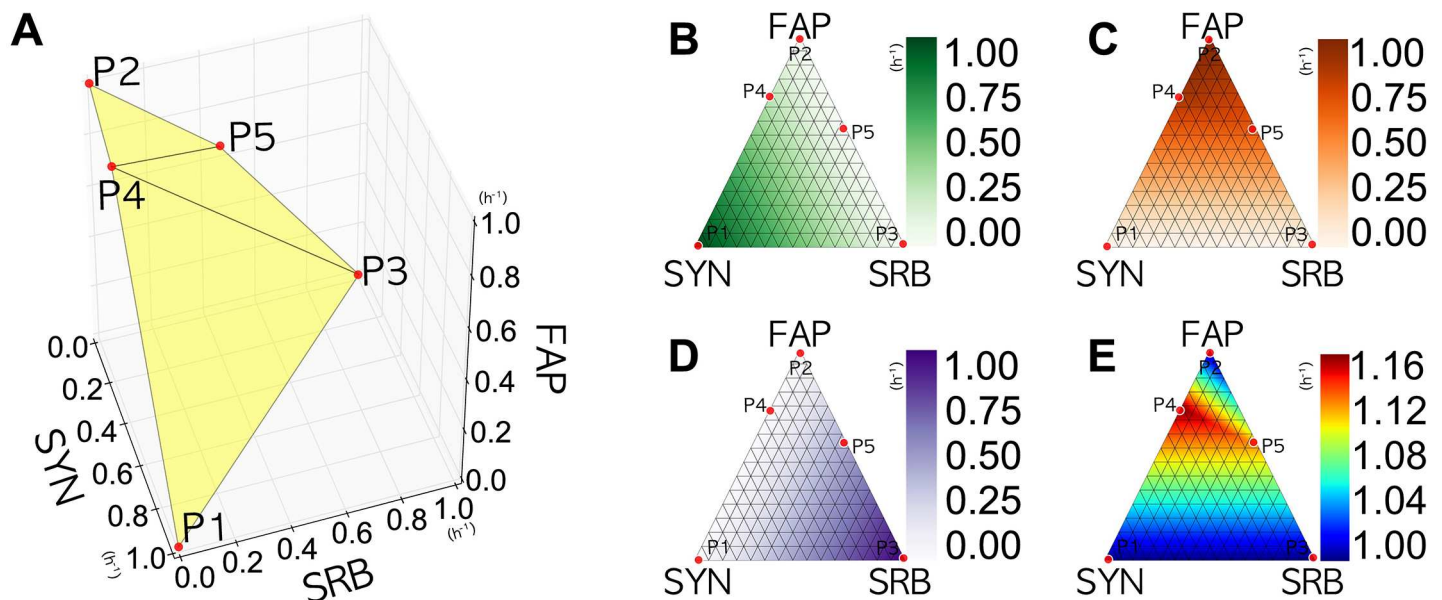 A
P2
P5
P4
P3
P1
(h⁻¹)
1.0
0.8
0.6
0.4
0.2
0.0
FAP
0.0
0.2
0.4
0.6
0.8
1.0
(h⁻¹)
SYN
0.0
0.2
0.4
0.6
0.8
1.0
(h⁻¹)
SRB
B
FAP
P2
P4
P5
P1
P3
SYN
SRB
(h⁻¹)
1.00
0.75
0.50
0.25
0.00
C
FAP
P2
P4
P5
P1
P3
SYN
SRB
(h⁻¹)
1.00
0.75
0.50
0.25
0.00
D
FAP
P2
P4
P5
P1
P3
SYN
SRB
(h⁻¹)
1.00
0.75
0.50
0.25
0.00
E
FAP
P2
P4
P5
P1
P3
SYN
SRB
(h⁻¹)
1.16
1.12
1.08
1.04
1.00